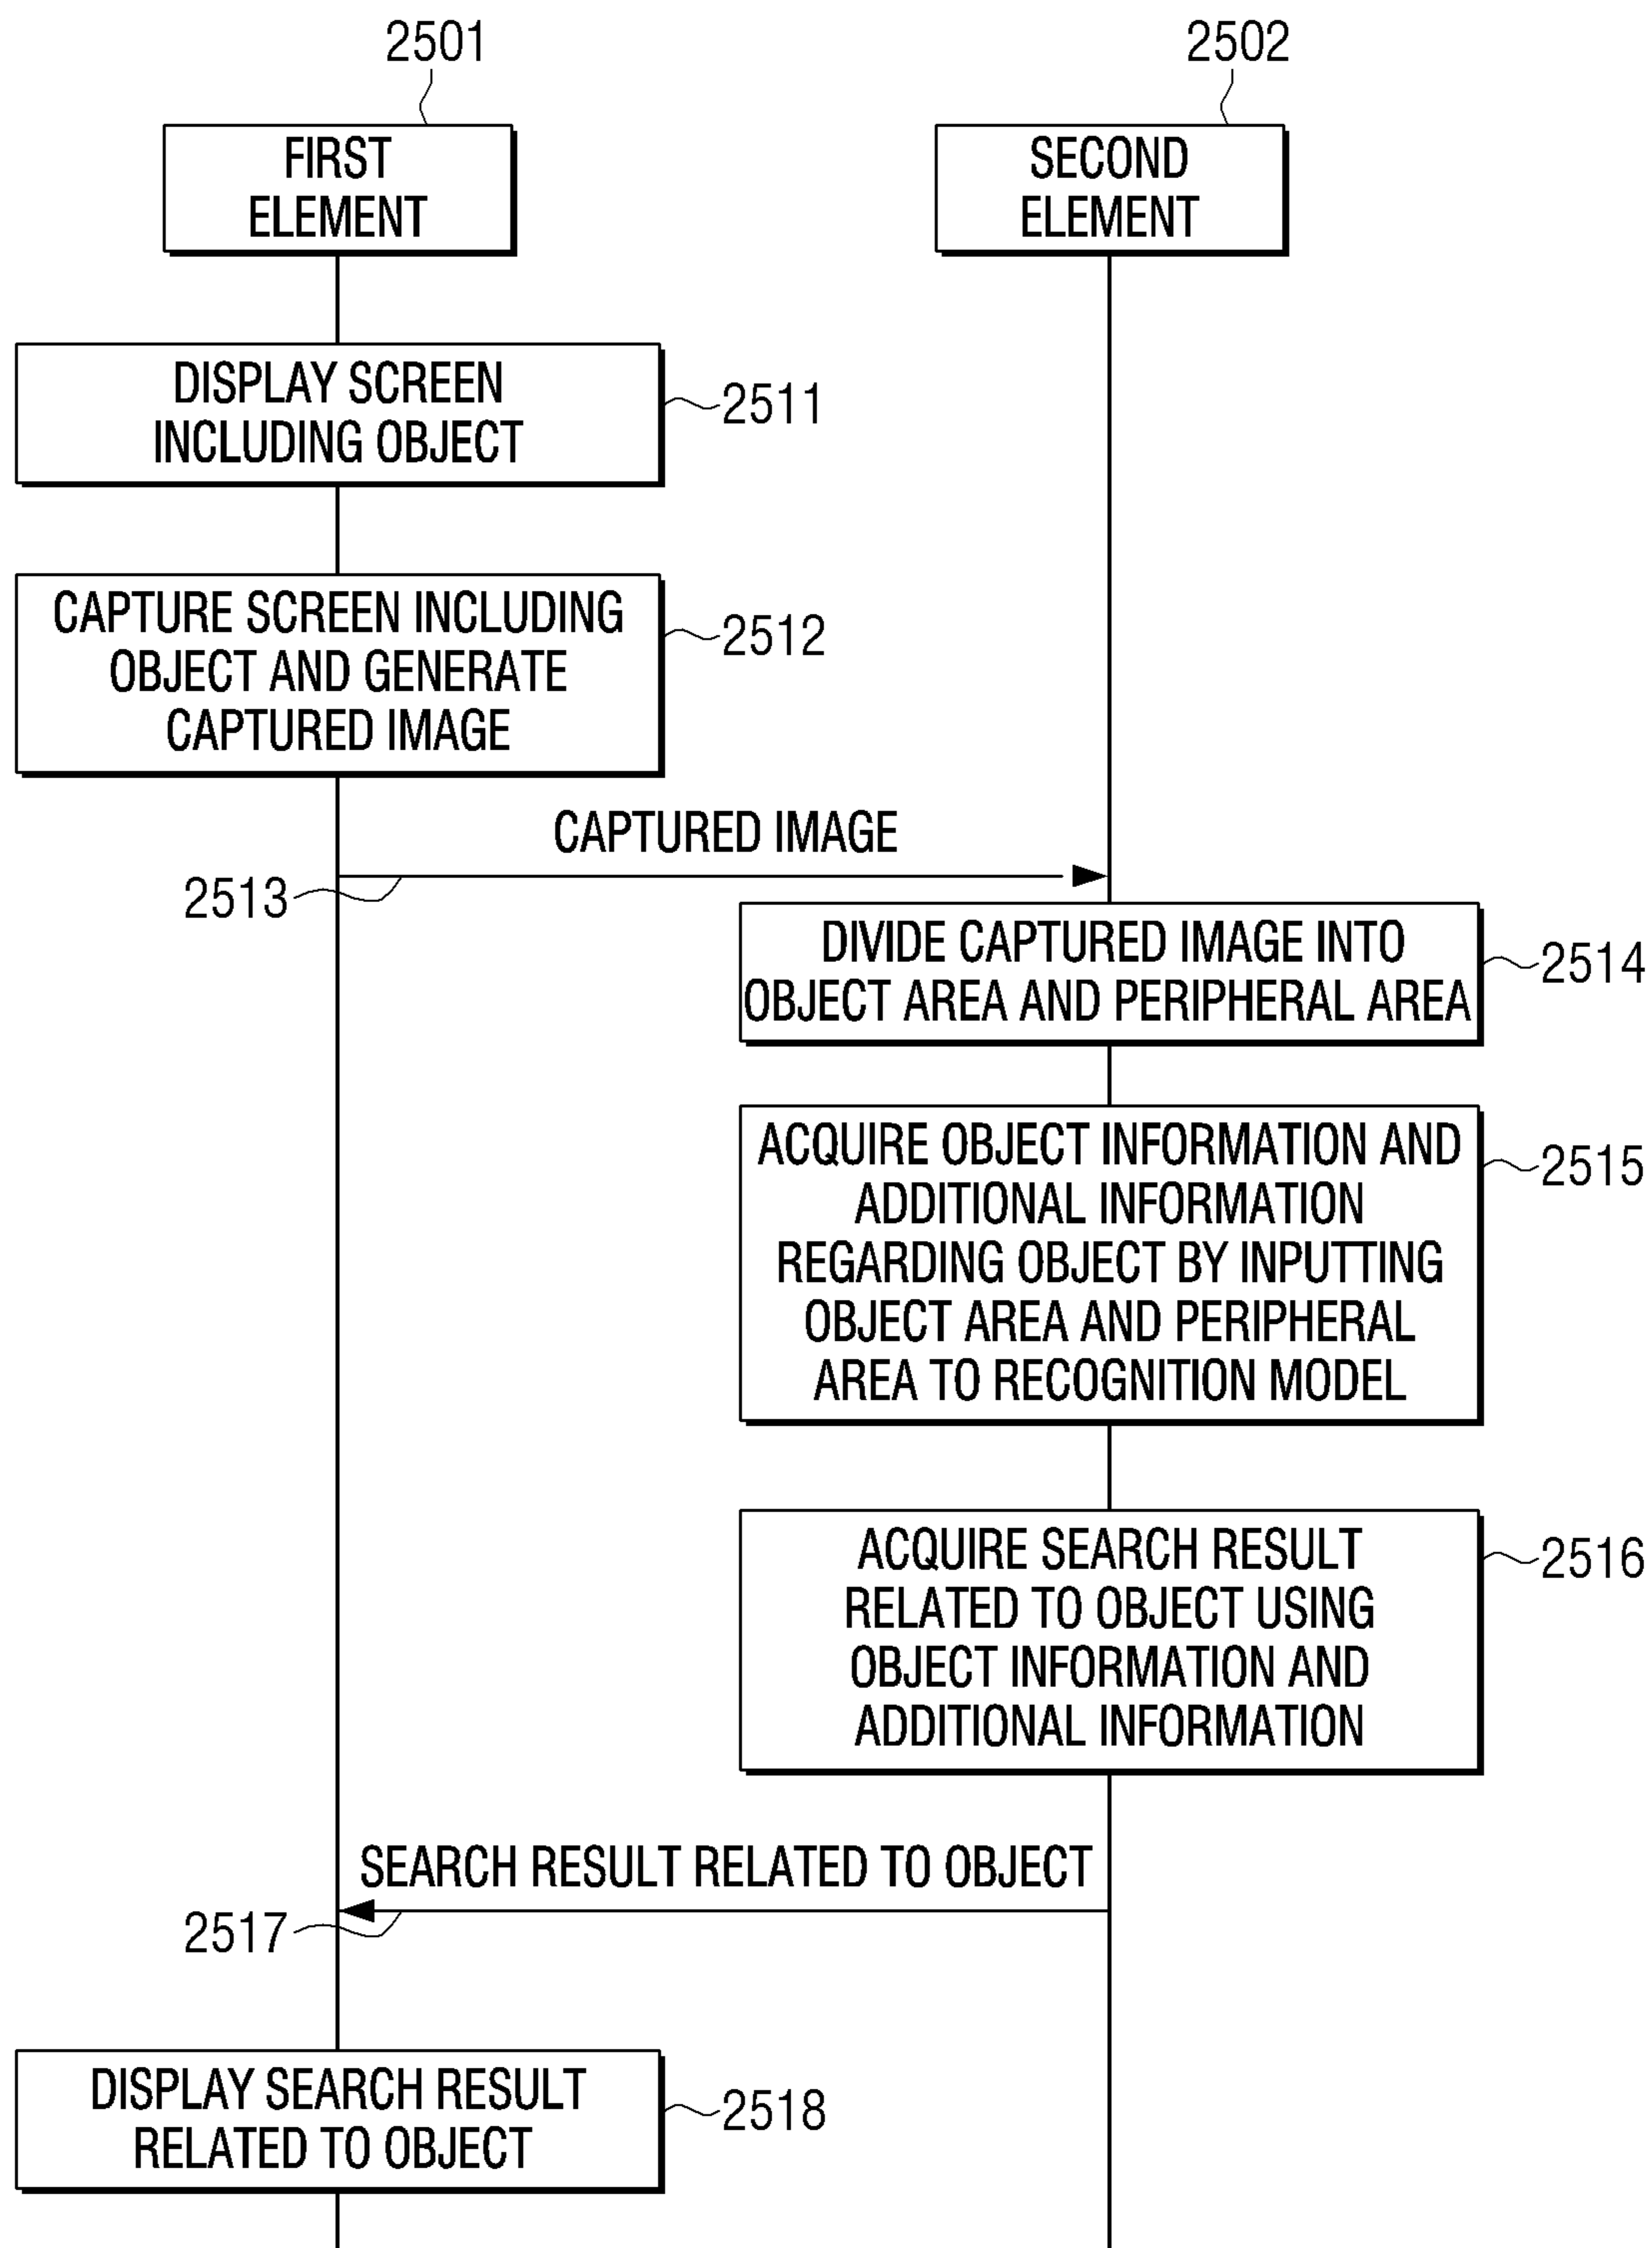 2501
2502
FIRST
ELEMENT
SECOND
ELEMENT
DISPLAY SCREEN
INCLUDING OBJECT
2511
CAPTURE SCREEN INCLUDING
OBJECT AND GENERATE
CAPTURED IMAGE
2512
CAPTURED IMAGE
2513
DIVIDE CAPTURED IMAGE INTO
OBJECT AREA AND PERIPHERAL AREA
2514
ACQUIRE OBJECT INFORMATION AND
ADDITIONAL INFORMATION
REGARDING OBJECT BY INPUTTING
OBJECT AREA AND PERIPHERAL
AREA TO RECOGNITION MODEL
2515
ACQUIRE SEARCH RESULT
RELATED TO OBJECT USING
OBJECT INFORMATION AND
ADDITIONAL INFORMATION
2516
SEARCH RESULT RELATED TO OBJECT
2517
DISPLAY SEARCH RESULT
RELATED TO OBJECT
2518